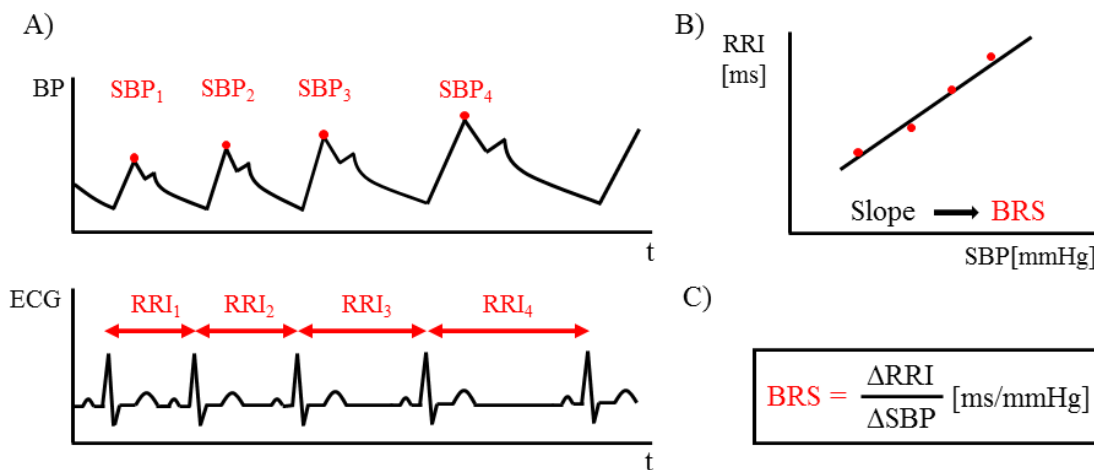 A)
BP
SBP₁ SBP₂ SBP₃ SBP₄
t
ECG
RRI₁ RRI₂ RRI₃ RRI₄
t
B)
RRI
[ms]
Slope BRS
SBP[mmHg]
C)
BRS = ΔRRI
ΔSBP
[ms/mmHg]